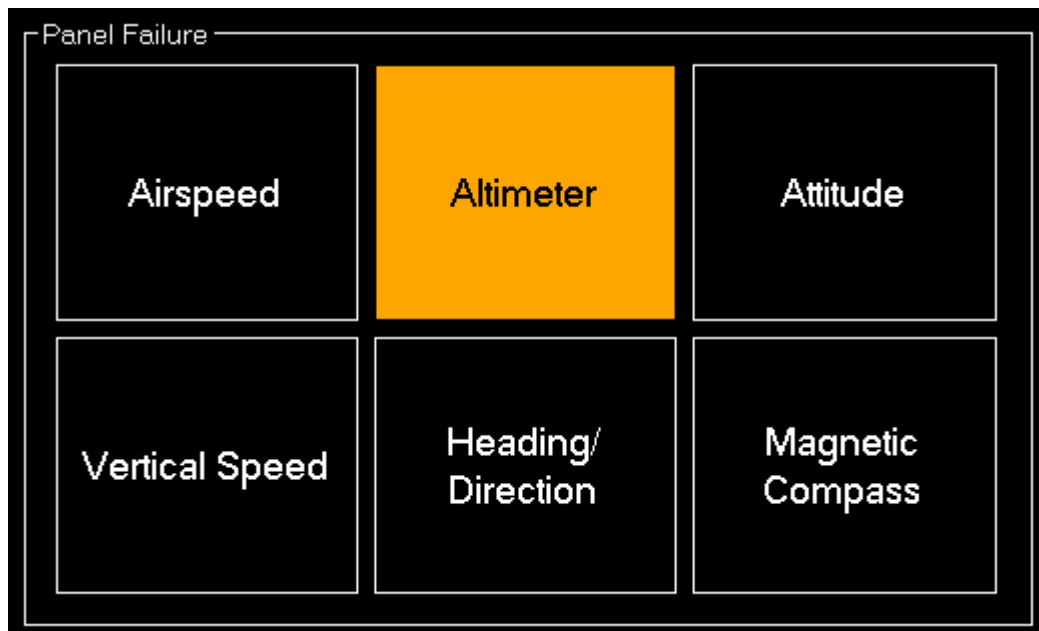 Panel Failure
Airspeed
Altimeter
Attitude
Vertical Speed
Heading/
Direction
Magnetic
Compass